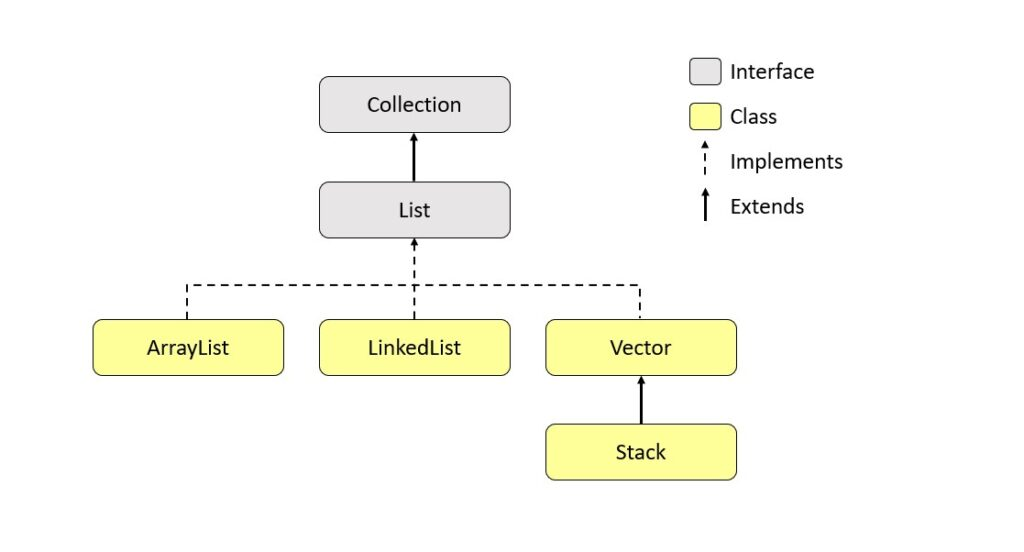 Collection
List
ArrayList
LinkedList
Vector
Stack
Interface
Class
Implements
Extends